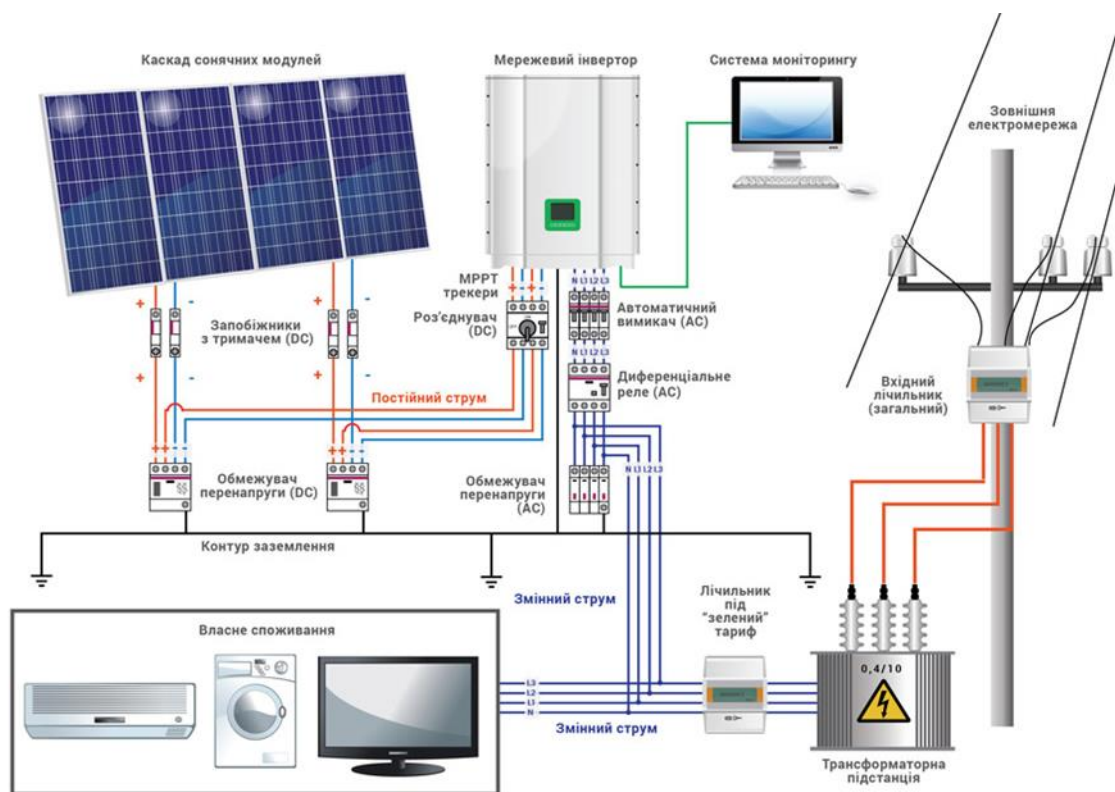 Каскад сонячних модулей
Мережевий інвертор
Система моніторингу
Зовнішня
електромережа
МРРТ
трекери
+ - + -
N L1 L2 L3
+ -
+ -
Запобіжники
з тримачем (DC)
Роз'єднувач
(DC)
OFF
Автоматичний
вимикач (AC)
N L1 L2 L3
+ -
+ -
Постійний струм
Диференціальне
реле (AC)
Вхідний
лічильник
(загальний)
++--
++--
N L1 L2 L3
Обмежувач
перенапруги (DC)
Обмежувач
перенапруги
(AC)
Контур заземлення
Змінний струм
Лічильник
під
“зелений”
тариф
Власне споживання
0,4/10
L3
L2
L1
N
Змінний струм
Трансформаторна
підстанція